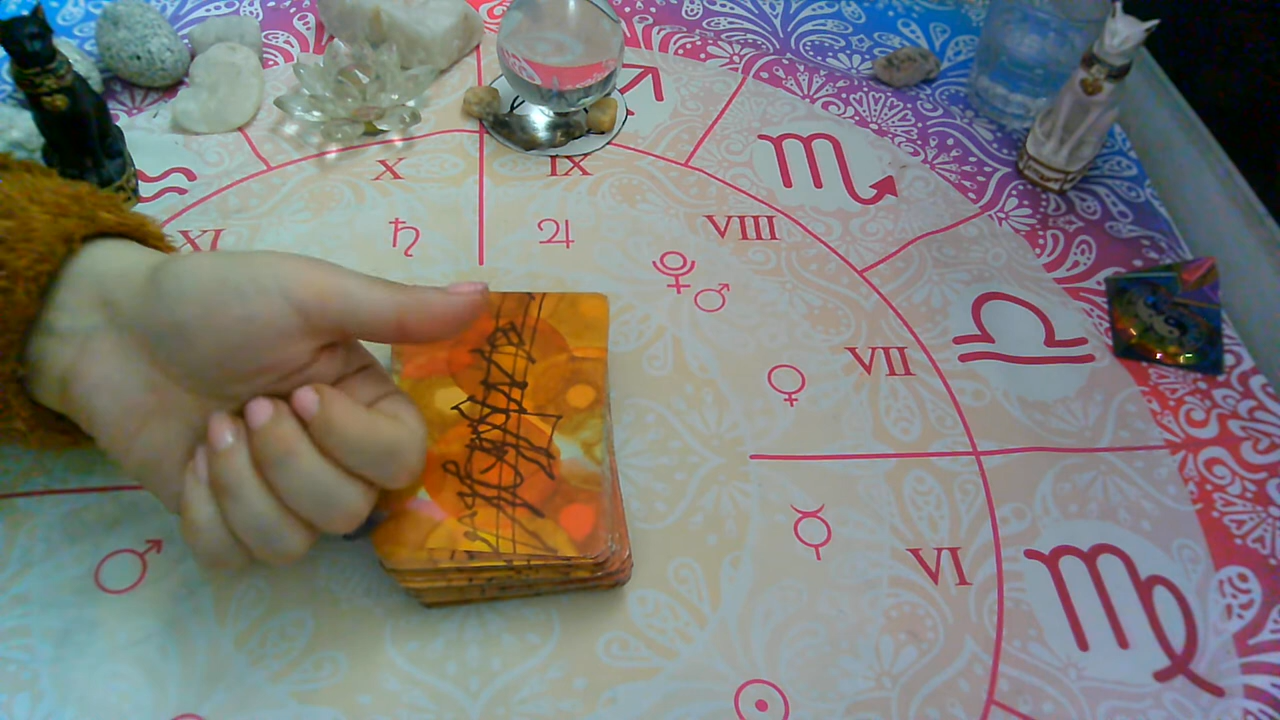 X
IX
XI
♄
♃
VIII
♇
♂
VII
♀
☿
VI
♂
☉
♒
♐
♏
♎
♍